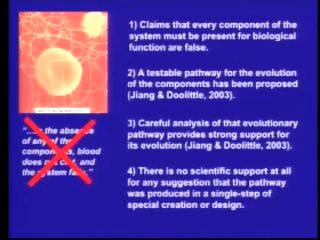 1) Claims that every component of the
system must be present for biological
function are false.
2) A testable pathway for the evolution
of the components has been proposed
(Jiang & Doolittle, 2003).
3) Careful analysis of that evolutionary
pathway provides strong support for
its evolution (Jiang & Doolittle, 2003).
4) There is no scientific support at all
for any suggestion that the pathway
was produced in a single-step of
special creation or design.
the absence
of any of the
components, blood
does not clot, and
the system fails."